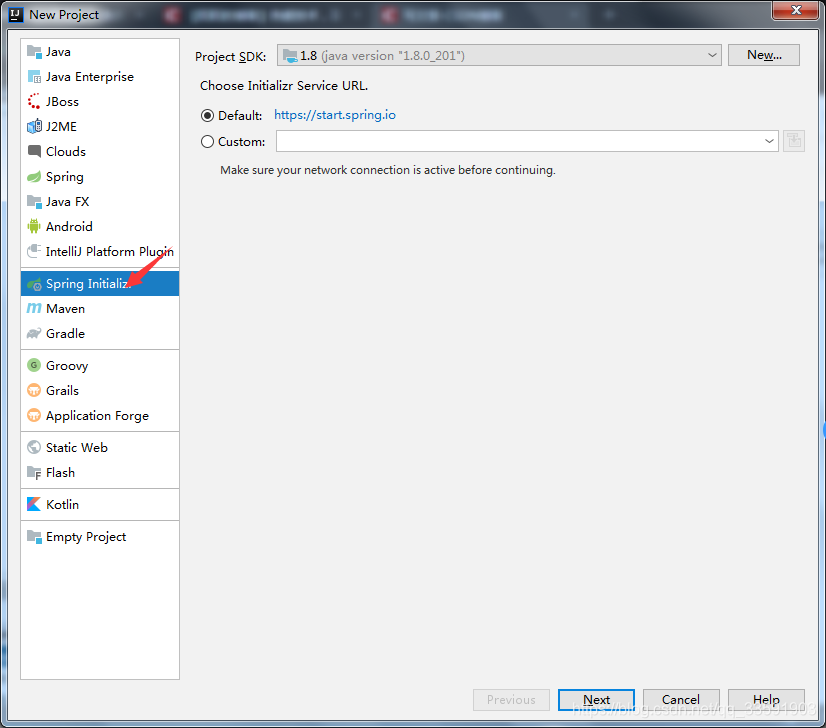 New Project
Java
Java Enterprise
JBoss
J2ME
Clouds
Spring
Java FX
Android
IntelliJ Platform Plugin
Spring Initializr
Maven
Gradle
Groovy
Grails
Application Forge
Static Web
Flash
Kotlin
Empty Project
Project SDK: 1.8 (java version "1.8.0_201") New...
Choose Initializr Service URL.
Default: https://start.spring.io
Custom:
Make sure your network connection is active before continuing.
Previous Next Cancel Help
https://blog.csdn.net/qq_33591903